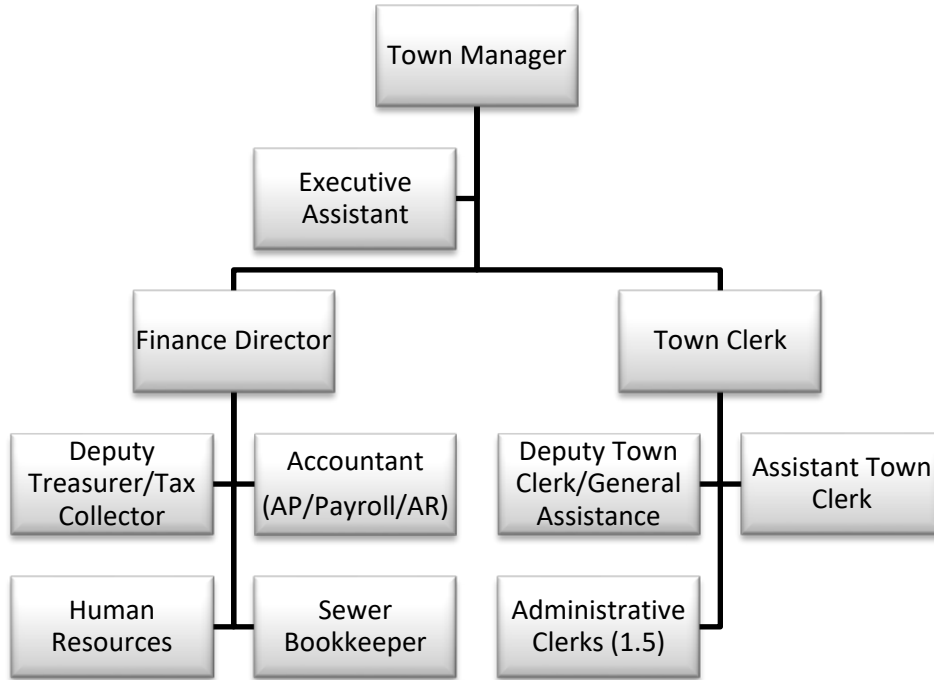 Town Manager
Executive
Assistant
Finance Director
Town Clerk
Deputy
Treasurer/Tax
Collector
Accountant
(AP/Payroll/AR)
Deputy Town
Clerk/General
Assistance
Assistant Town
Clerk
Human
Resources
Sewer
Bookkeeper
Administrative
Clerks (1.5)